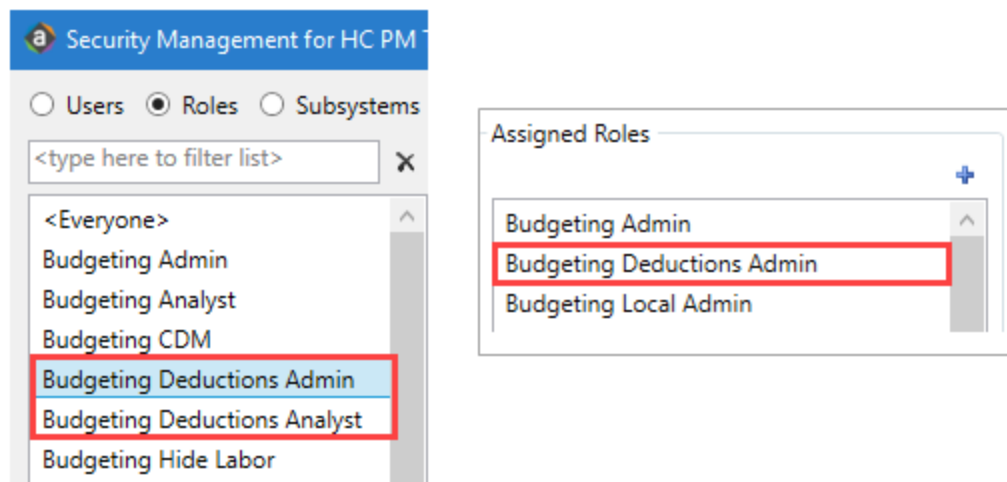 Security Management for HC PM
Users Roles Subsystems
<type here to filter list>
<Everyone>
Budgeting Admin
Budgeting Analyst
Budgeting CDM
Budgeting Deductions Admin
Budgeting Deductions Analyst
Budgeting Hide Labor
Assigned Roles
Budgeting Admin
Budgeting Deductions Admin
Budgeting Local Admin